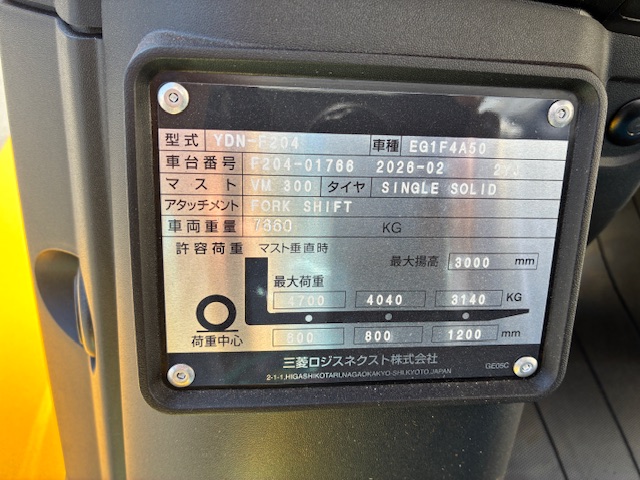 型式 YDN-F204 車種 EG1F4A50
車台番号 F204-01766 2026-02
マスト VM 300 タイヤ SINGLE SOLID
アタッチメント FORK SHIFT
車両重量 7360 KG
許容荷重 マスト垂直時
最大揚高 3000 mm
最大荷重
4700 4040 3140 KG
荷重中心 600 800 1200 mm
三菱ロジスネクスト株式会社 GE05C
2-1-1,HIGASHIKOTARI,NAGAOKAKYO-SHI,KYOTO,JAPAN